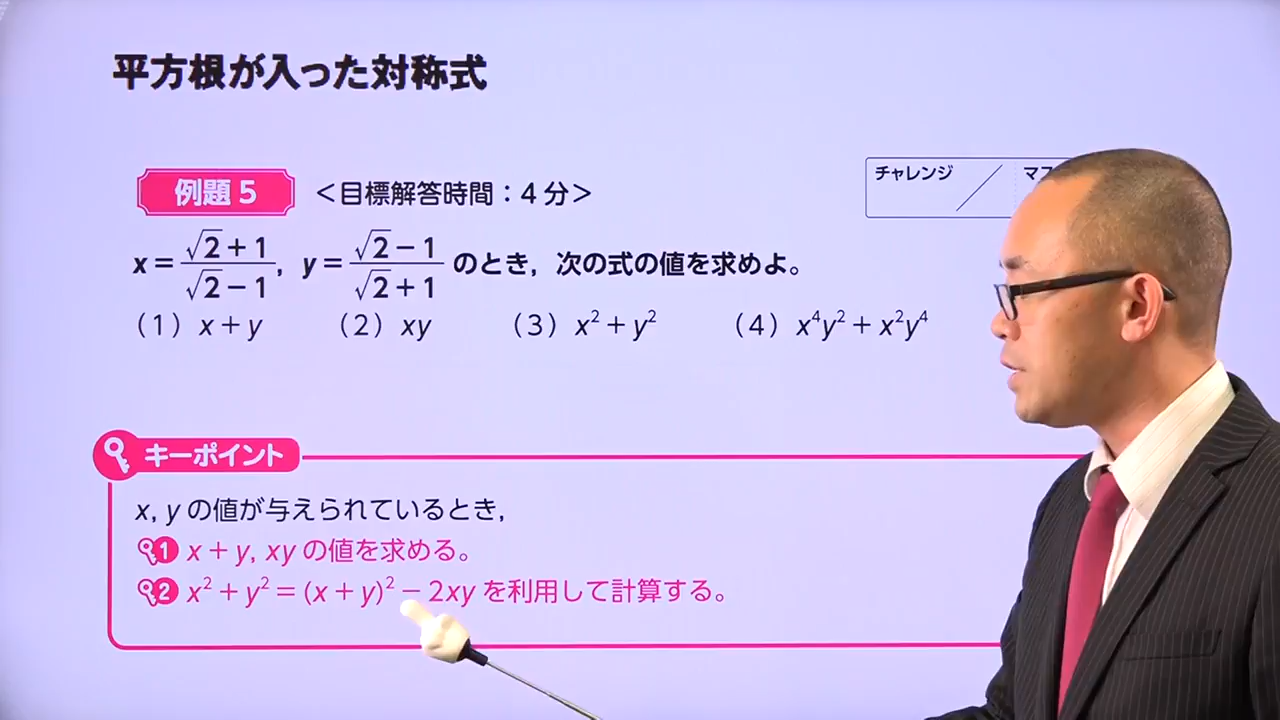 平方根が入った対称式
例題 5 ＜目標解答時間：4 分＞
チャレンジ
x = (√2 + 1)/(√2 − 1), y = (√2 − 1)/(√2 + 1) のとき，次の式の値を求めよ。
（1）x + y （2）xy （3）x² + y² （4）x⁴y² + x²y⁴
キーポイント
x, y の値が与えられているとき，
1 x + y, xy の値を求める。
2 x² + y² = (x + y)² − 2xy を利用して計算する。